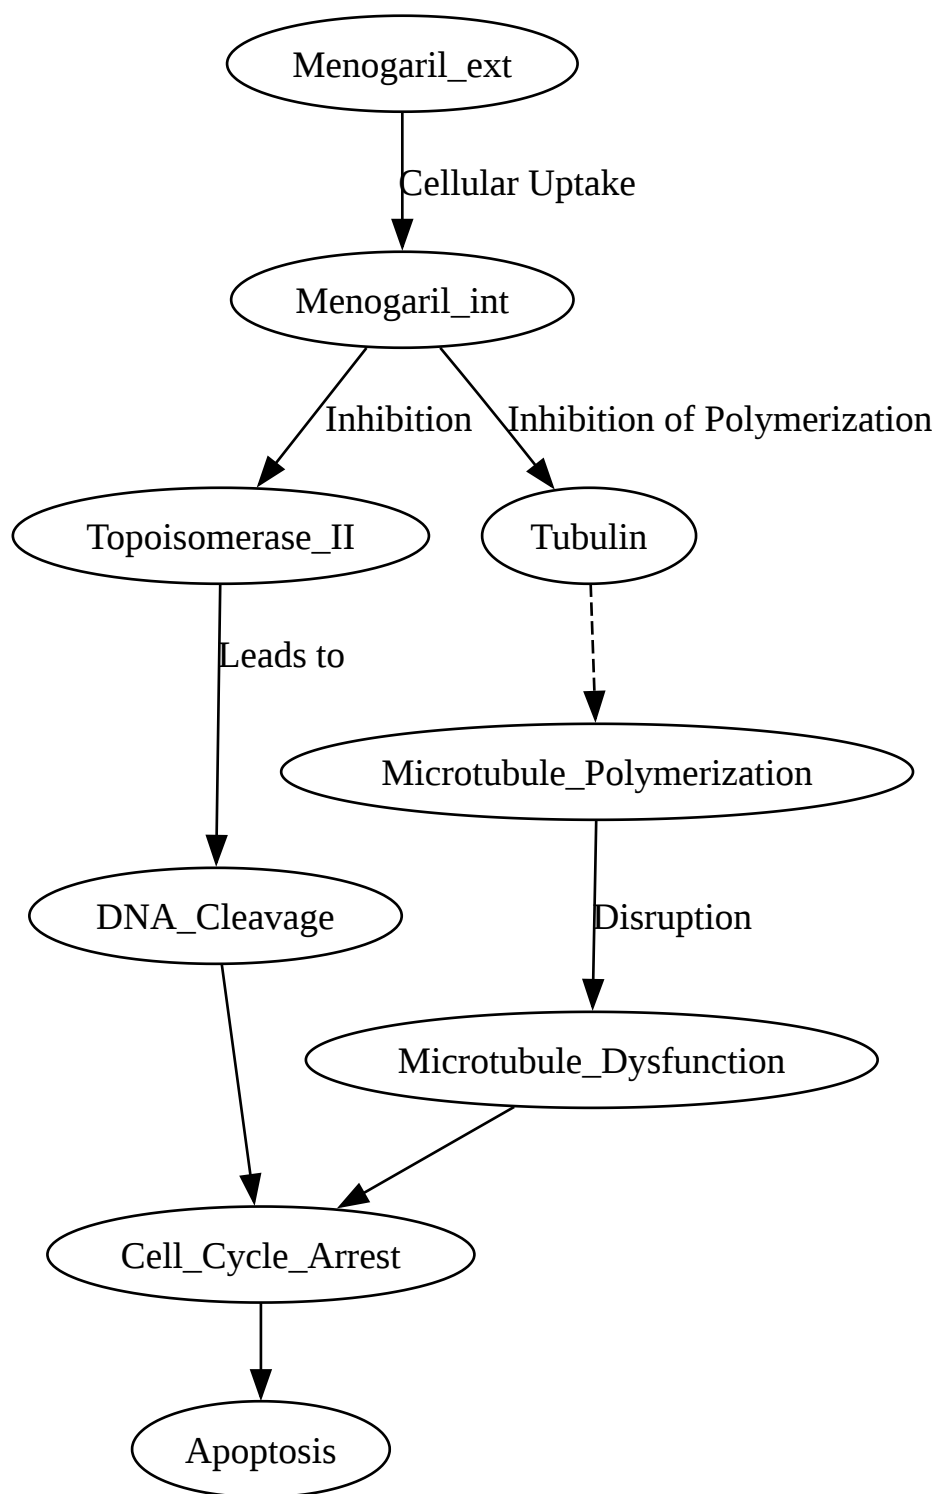 Menogaril_ext
Cellular Uptake
Menogaril_int
Inhibition
Inhibition of Polymerization
Topoisomerase_II
Tubulin
Leads to
Microtubule_Polymerization
DNA_Cleavage
Disruption
Microtubule_Dysfunction
Cell_Cycle_Arrest
Apoptosis